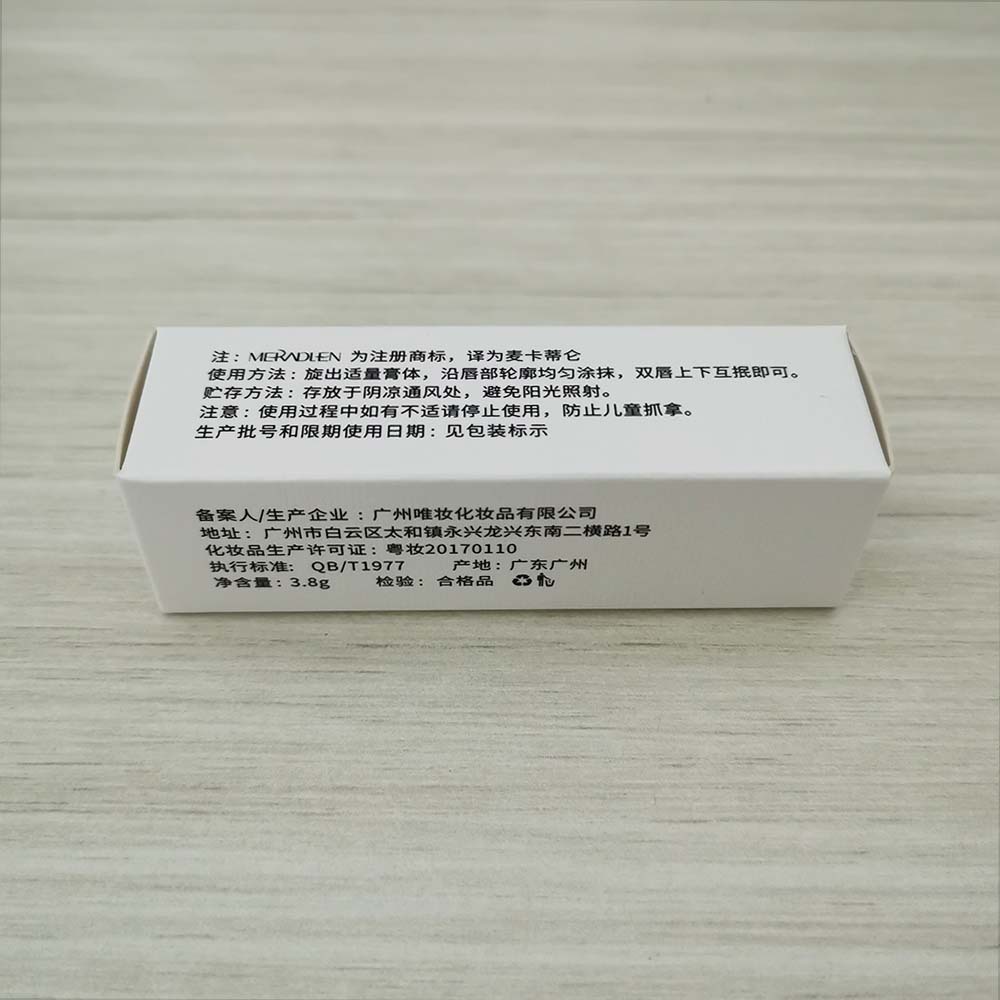 注：MERADLEN 为注册商标，译为麦卡蒂仑
使用方法：旋出适量膏体，沿唇部轮廓均匀涂抹，双唇上下互抿即可。
贮存方法：存放于阴凉通风处，避免阳光照射。
注意：使用过程中如有不适请停止使用，防止儿童抓拿。
生产批号和限期使用日期：见包装标示
备案人/生产企业：广州唯妆化妆品有限公司
地址：广州市白云区太和镇永兴龙兴东南二横路1号
化妆品生产许可证：粤妆20170110
执行标准：QB/T1977 产地：广东广州
净含量：3.8g 检验：合格品